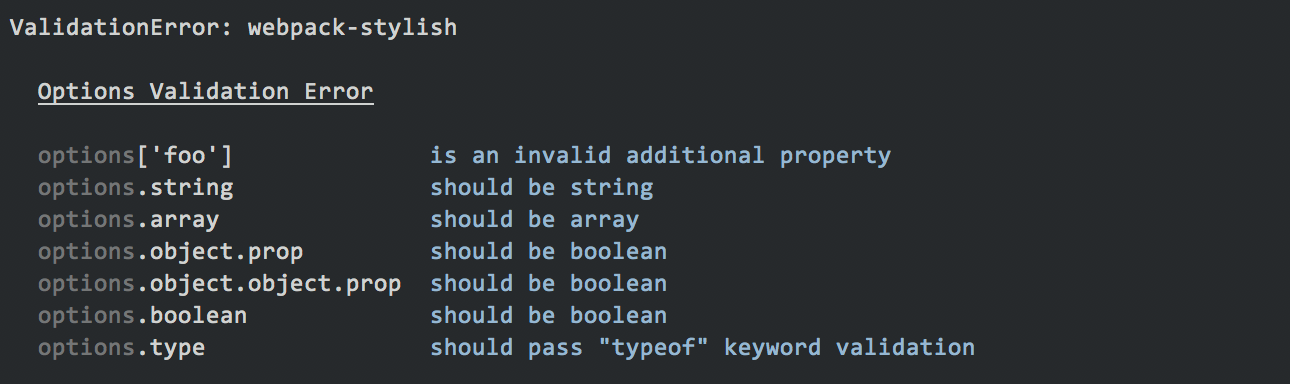 ValidationError: webpack-stylish
Options Validation Error
options['foo'] is an invalid additional property
options.string should be string
options.array should be array
options.object.prop should be boolean
options.object.object.prop should be boolean
options.boolean should be boolean
options.type should pass "typeof" keyword validation